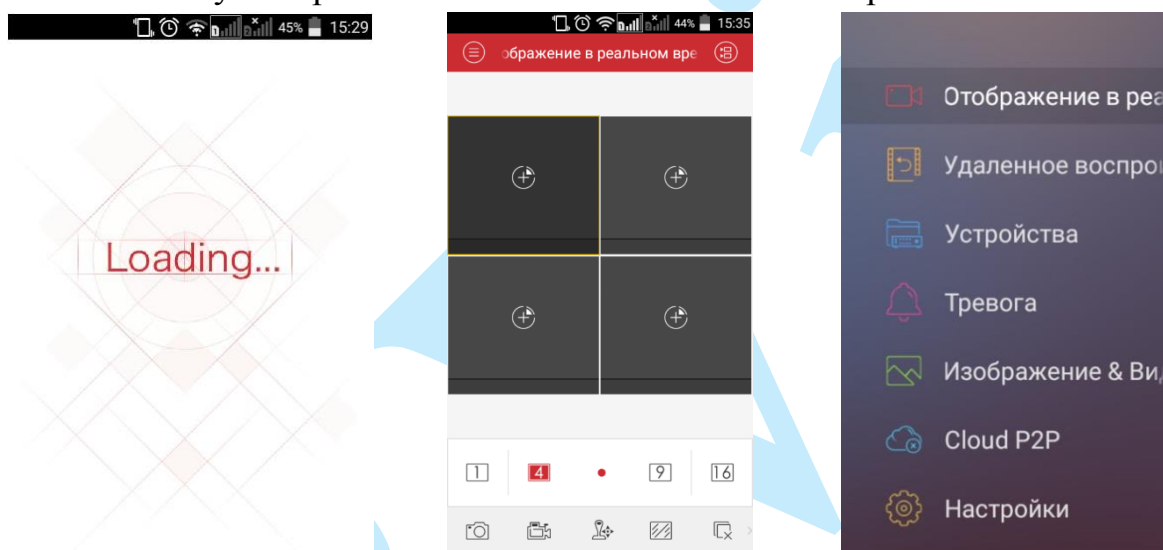 15:29
45%
Loading...
44%
15:35
ображение в реальном вре
1
4
9
16
Отображение в реа
Удаленное воспрои
Устройства
Тревога
Изображение & Ви
Cloud P2P
Настройки